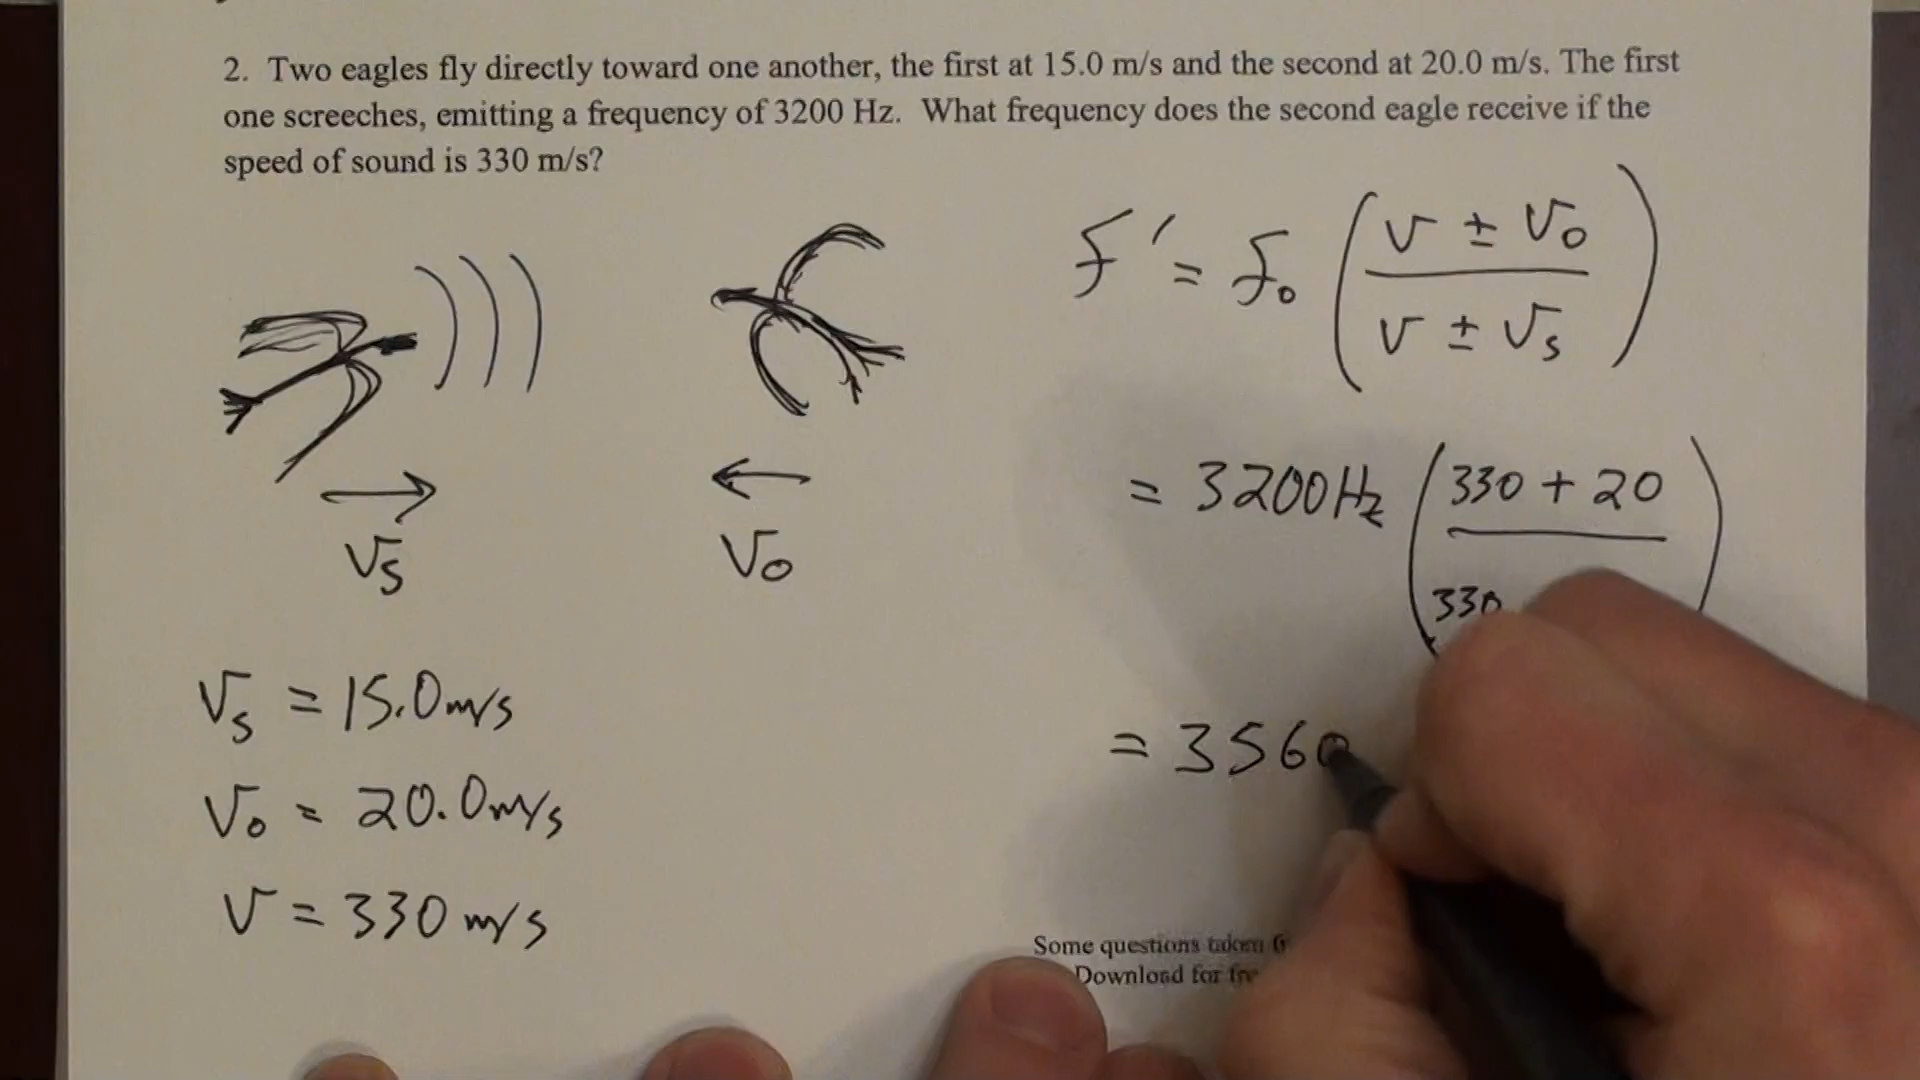 2. Two eagles fly directly toward one another, the first at 15.0 m/s and the second at 20.0 m/s. The first
one screeches, emitting a frequency of 3200 Hz. What frequency does the second eagle receive if the
speed of sound is 330 m/s?
f' = f₀ (v ± v₀ / v ± vₛ)
= 3200Hz (330 + 20 / 330
vₛ
v₀
= 3560
vₛ = 15.0m/s
v₀ = 20.0m/s
v = 330 m/s
Some questions taken
Download for